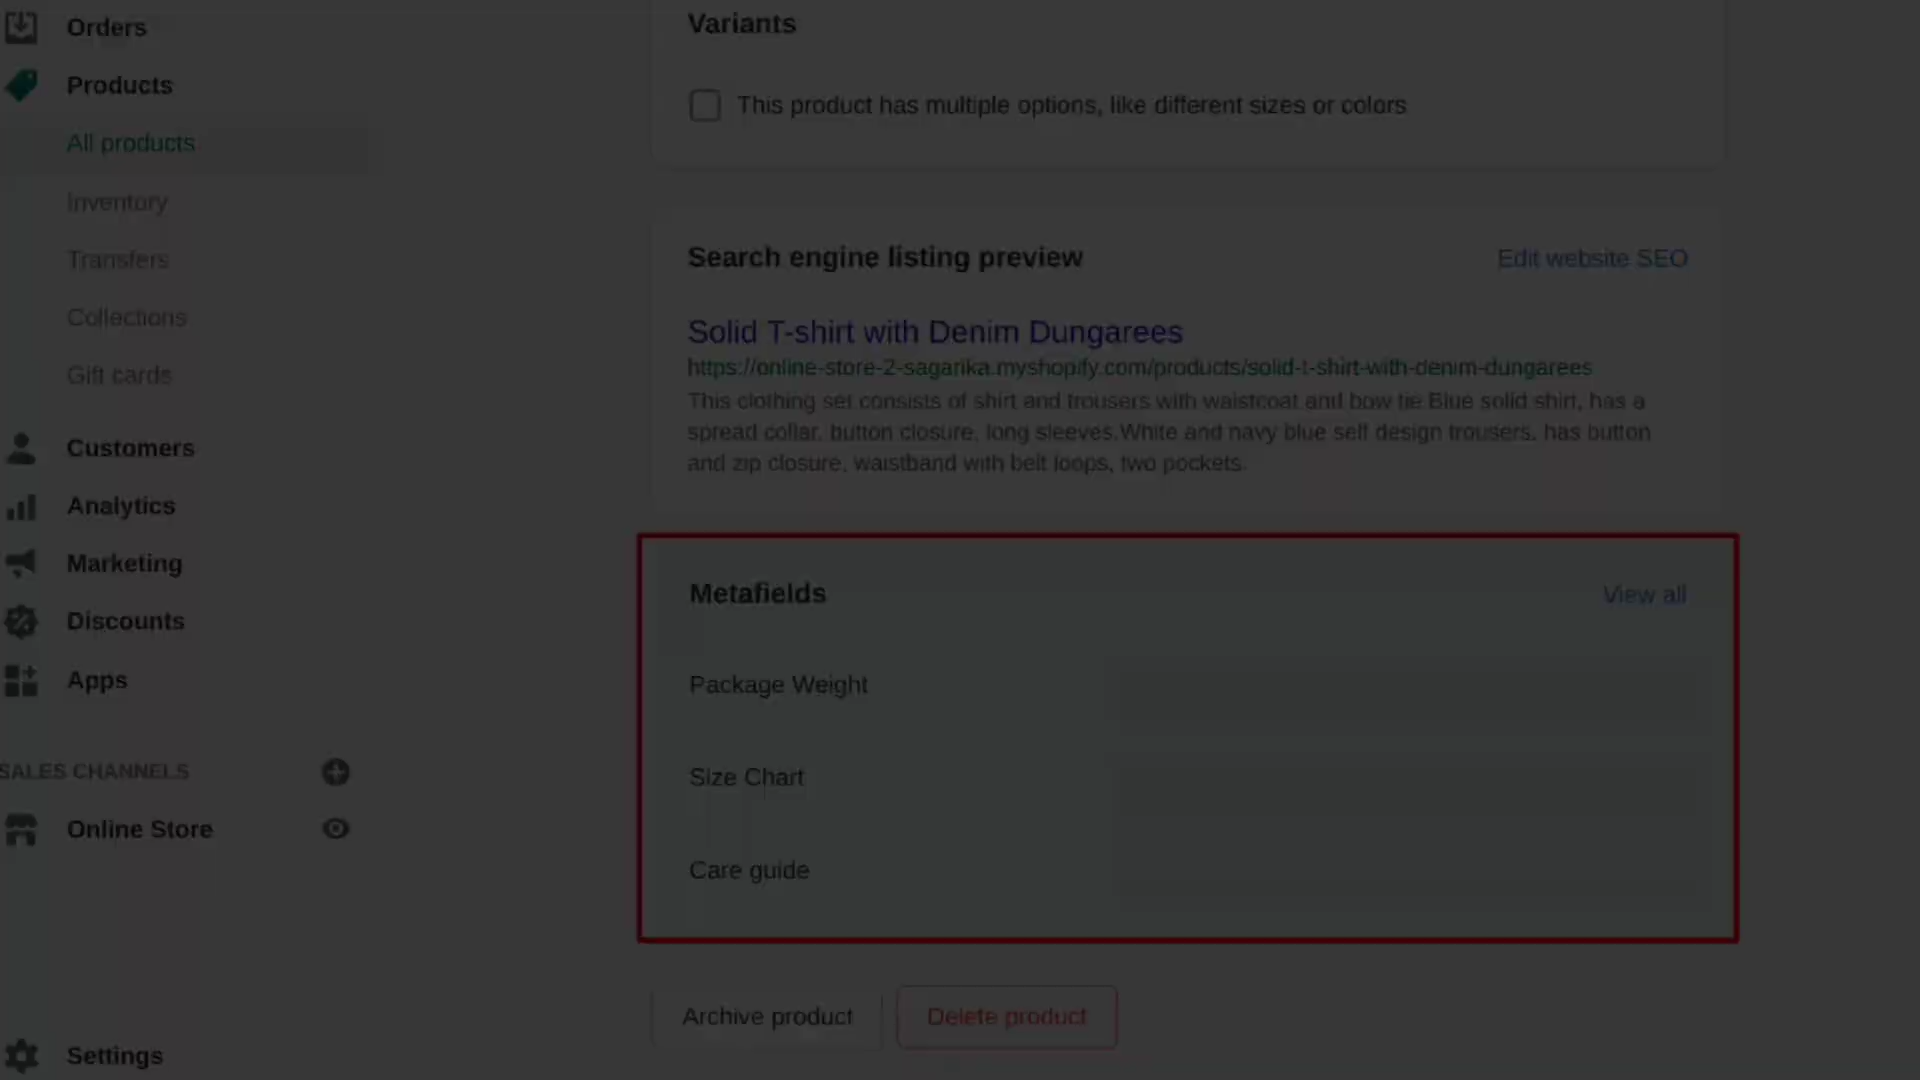 Orders
Products
All products
Inventory
Transfers
Collections
Gift cards
Customers
Analytics
Marketing
Discounts
Apps
SALES CHANNELS
Online Store
Settings
Variants
This product has multiple options, like different sizes or colors
Search engine listing preview
Edit website SEO
Solid T-shirt with Denim Dungarees
https://online-store-2-sagarika.myshopify.com/products/solid-t-shirt-with-denim-dungarees
This clothing set consists of shirt and trousers with waistcoat and bow tie Blue solid shirt, has a
spread collar, button closure, long sleeves.White and navy blue self design trousers, has button
and zip closure, waistband with belt loops, two pockets.
Metafields
View all
Package Weight
Size Chart
Care guide
Archive product
Delete product